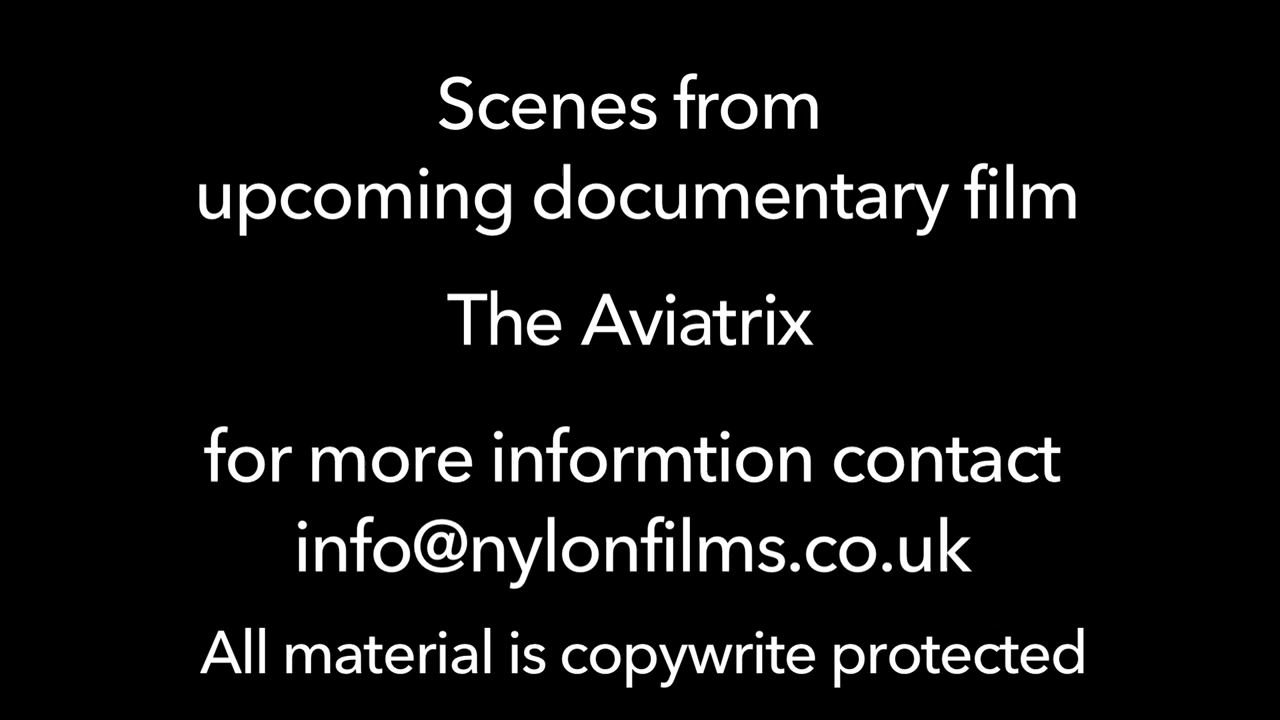 Scenes from
upcoming documentary film
The Aviatrix
for more informtion contact
info@nylonfilms.co.uk
All material is copywrite protected